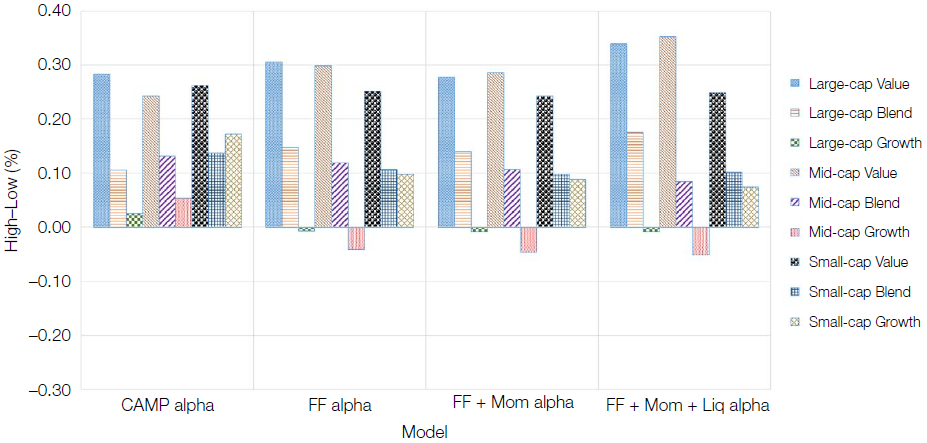 0.40
0.30
0.20
0.10
0.00
–0.10
–0.20
–0.30
High–Low (%)
CAMP alpha
FF alpha
FF + Mom alpha
FF + Mom + Liq alpha
Model
Large-cap Value
Large-cap Blend
Large-cap Growth
Mid-cap Value
Mid-cap Blend
Mid-cap Growth
Small-cap Value
Small-cap Blend
Small-cap Growth